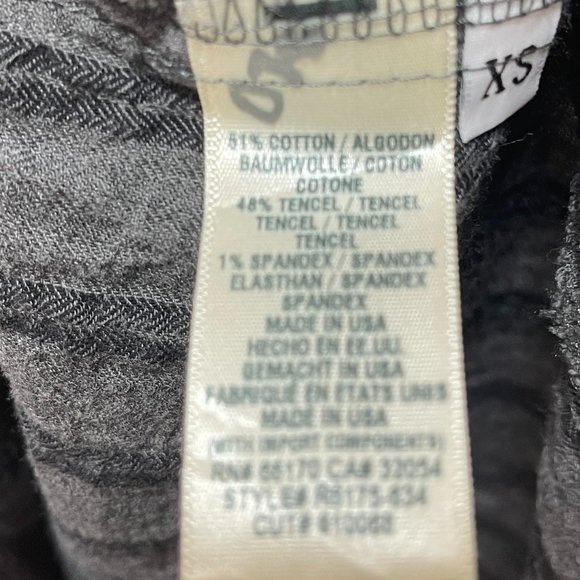 XS
51% COTTON / ALGODON
BAUMWOLLE / COTON
COTONE
48% TENCEL / TENCEL
TENCEL / TENCEL
TENCEL
1% SPANDEX / SPANDEX
ELASTHAN / SPANDEX
SPANDEX
MADE IN USA
HECHO EN EE.UU.
GEMACHT IN USA
FABRIQUÉ EN ÉTATS UNIS
MADE IN USA
(WITH IMPORT COMPONENTS)
RN# 66170 CA# 32054
STYLE# R6175-634
CUT#